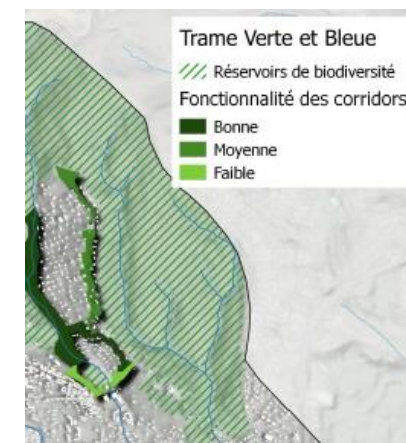 Trame Verte et Bleue
Réservoirs de biodiversité
Fonctionnalité des corridors
Bonne
Moyenne
Faible